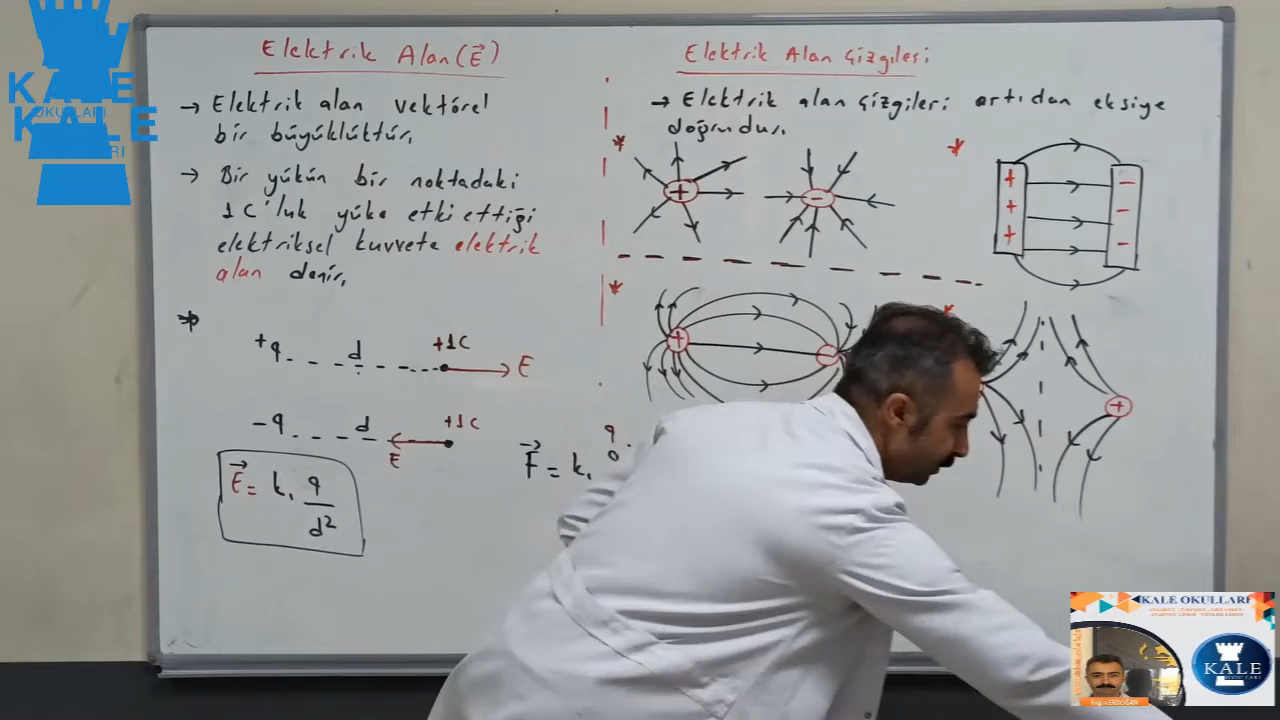 Elektrik Alan (E)
→ Elektrik alan vektörel
bir büyüklüktür.
→ Bir yükün bir noktadaki
1C'luk yüke etki ettiği
elektriksel kuvvete elektrik
alan denir.
+q d +1C E
-q d +1C
E
E = k. q
d²
F = k. q
Elektrik Alan Çizgileri
→ Elektrik alan çizgileri artıdan eksiye
doğrudur.
+ -
+ -
+ -
+ -
+ -
+
KALE
OKULLARI
KALE
KALE OKULLARI
KALE